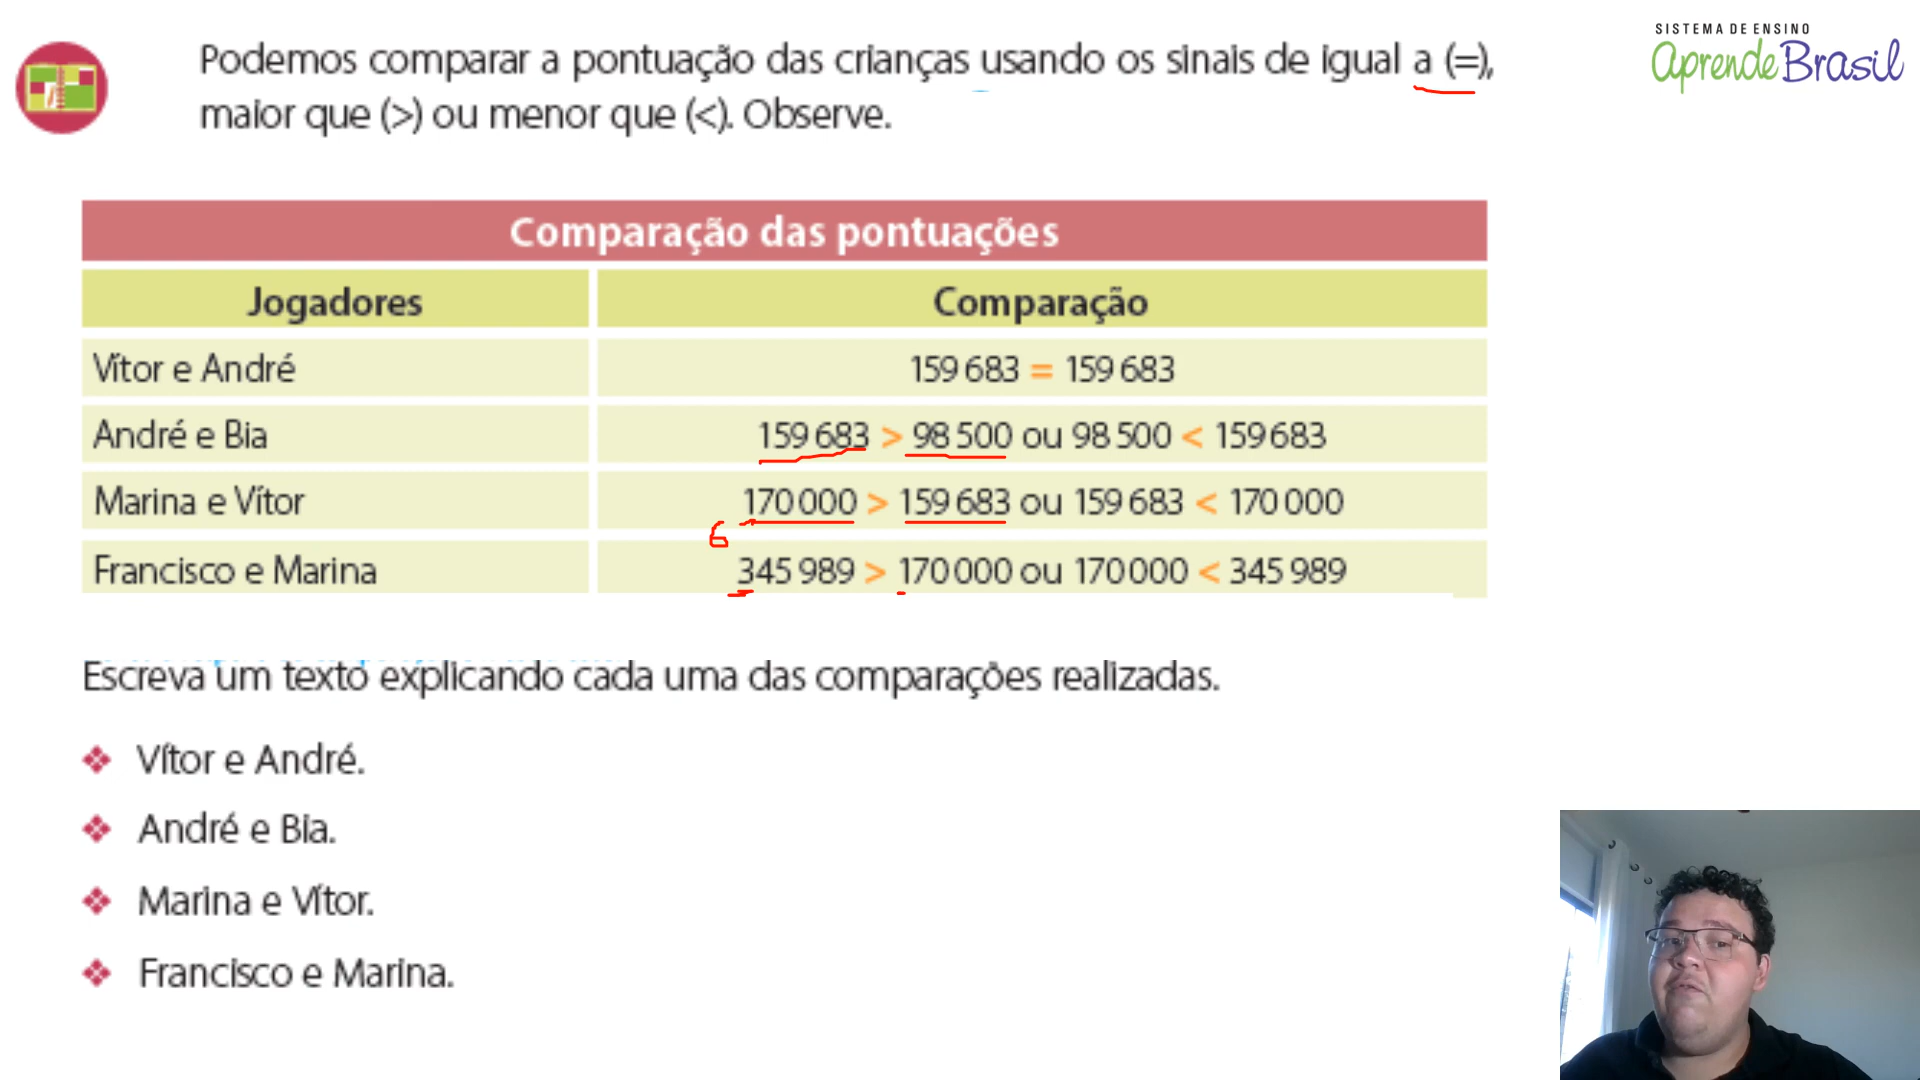 SISTEMA DE ENSINO
aprende Brasil
Podemos comparar a pontuação das crianças usando os sinais de igual a (=),
maior que (>) ou menor que (<). Observe.
Comparação das pontuações
Jogadores Comparação
Vítor e André 159 683 = 159 683
André e Bia 159 683 > 98 500 ou 98 500 < 159 683
Marina e Vítor 170 000 > 159 683 ou 159 683 < 170 000
6
Francisco e Marina 345 989 > 170 000 ou 170 000 < 345 989
Escreva um texto explicando cada uma das comparações realizadas.
❖ Vítor e André.
❖ André e Bia.
❖ Marina e Vítor.
❖ Francisco e Marina.